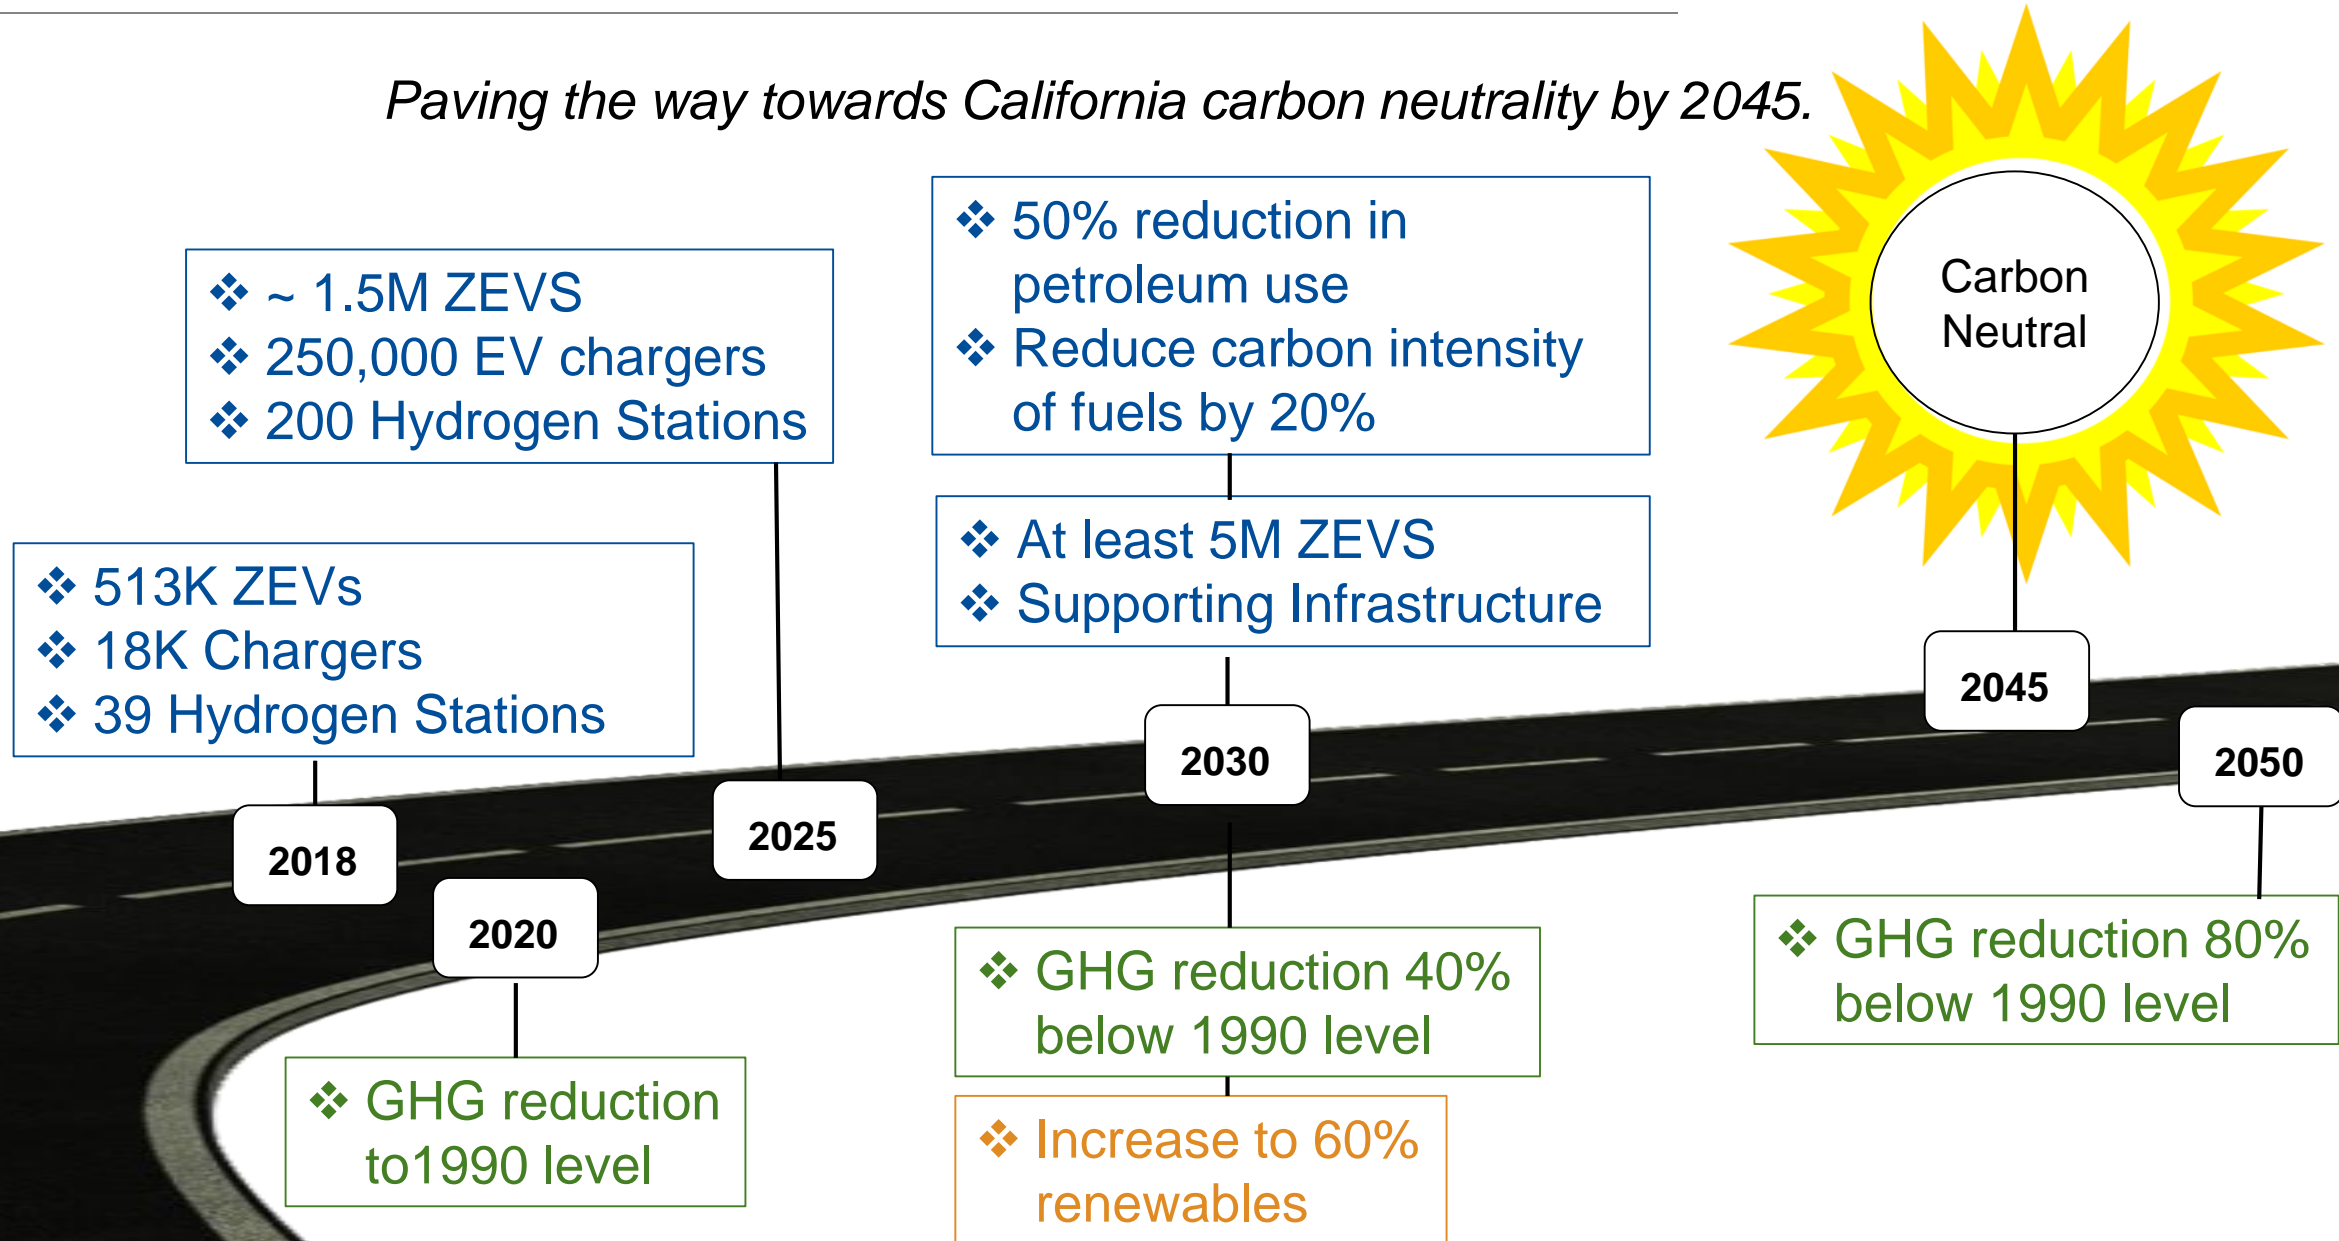 Paving the way towards California carbon neutrality by 2045.
❖ ~ 1.5M ZEVS
❖ 250,000 EV chargers
❖ 200 Hydrogen Stations
❖ 50% reduction in
petroleum use
❖ Reduce carbon intensity
of fuels by 20%
Carbon
Neutral
❖ 513K ZEVs
❖ 18K Chargers
❖ 39 Hydrogen Stations
❖ At least 5M ZEVS
❖ Supporting Infrastructure
2018
2020
2025
2030
2045
2050
❖ GHG reduction
to1990 level
❖ GHG reduction 40%
below 1990 level
❖ Increase to 60%
renewables
❖ GHG reduction 80%
below 1990 level